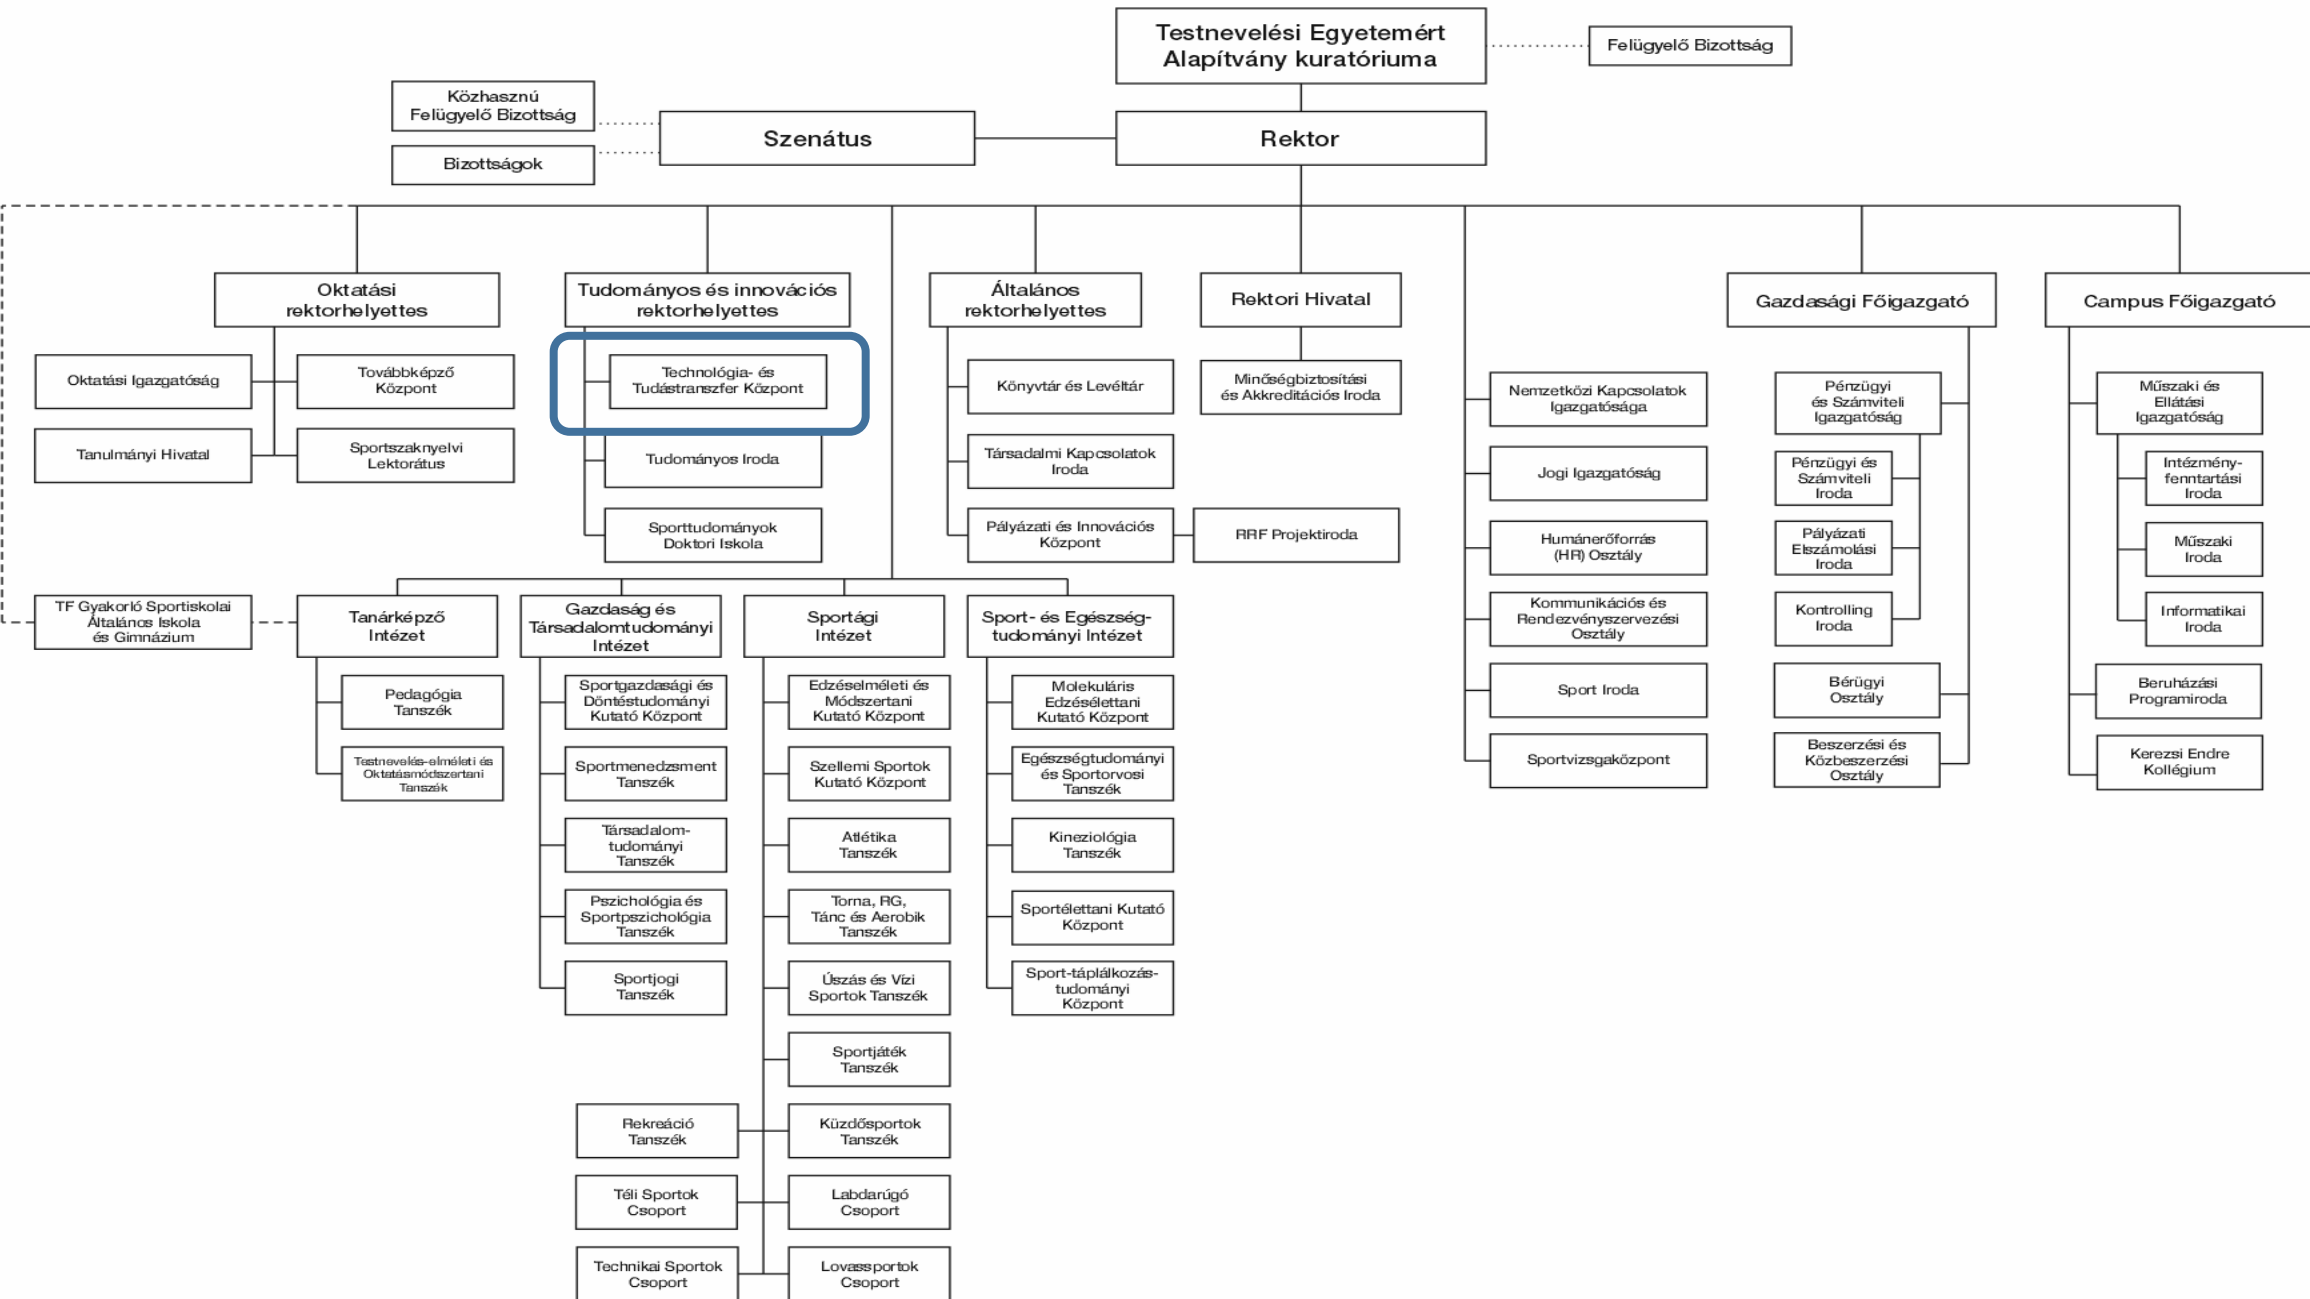 Testnevelési Egyetemért
Alapítvány kuratóriuma
Felügyelő Bizottság
Közhasznú
Felügyelő Bizottság
Bizottságok
Szenátus
Rektor
Oktatási
rektorhelyettes
Tudományos és innovációs
rektorhelyettes
Általános
rektorhelyettes
Rektori Hivatal
Gazdasági Főigazgató
Campus Főigazgató
Oktatási Igazgatóság
Továbbképző
Központ
Tanulmányi Hivatal
Sportszaknyelvi
Lektorátus
Technológia- és
Tudástranszfer Központ
Tudományos Iroda
Sporttudományok
Doktori Iskola
Könyvtár és Levéltár
Társadalmi Kapcsolatok
Iroda
Pályázati és Innovációs
Központ
RRF Projektiroda
Minőségbiztosítási
és Akkreditációs Iroda
Nemzetközi Kapcsolatok
Igazgatósága
Jogi Igazgatóság
Humánerőforrás
(HR) Osztály
Kommunikációs és
Rendezvényszervezési
Osztály
Sport Iroda
Sportvizsgaközpont
Pénzügyi
és Számviteli
Igazgatóság
Pénzügyi és
Számviteli
Iroda
Pályázati
Elszámolási
Iroda
Kontrolling
Iroda
Bérügyi
Osztály
Beszerzési és
Közbeszerzési
Osztály
Műszaki és
Ellátási
Igazgatóság
Intézmény-
fenntartási
Iroda
Műszaki
Iroda
Informatikai
Iroda
Beruházási
Programiroda
Kerezsi Endre
Kollégium
TF Gyakorló Sportiskolai
Általános Iskola
és Gimnázium
Tanárképző
Intézet
Gazdaság és
Társadalomtudományi
Intézet
Sportági
Intézet
Sport- és Egészség-
tudományi Intézet
Pedagógia
Tanszék
Testnevelés-elméleti és
Oktatásmódszertani
Tanszák
Sportgazdasági és
Döntéstudományi
Kutató Központ
Sportmenedzsment
Tanszék
Társadalom-
tudományi
Tanszék
Pszichológia és
Sportpszichológia
Tanszék
Sportjogi
Tanszék
Edzéselméleti és
Módszertani
Kutató Központ
Szellemi Sportok
Kutató Központ
Atlétika
Tanszék
Torna, RG,
Tánc és Aerobik
Tanszék
Úszás és Vízi
Sportok Tanszék
Sportjáték
Tanszék
Rekreáció
Tanszék
Küzdősportok
Tanszék
Téli Sportok
Csoport
Labdarúgó
Csoport
Technikai Sportok
Csoport
Lovassportok
Csoport
Molekuláris
Edzésélettani
Kutató Központ
Egészségtudományi
és Sportorvosi
Tanszék
Kineziológia
Tanszék
Sportélettani Kutató
Központ
Sport-táplálkozás-
tudományi
Központ